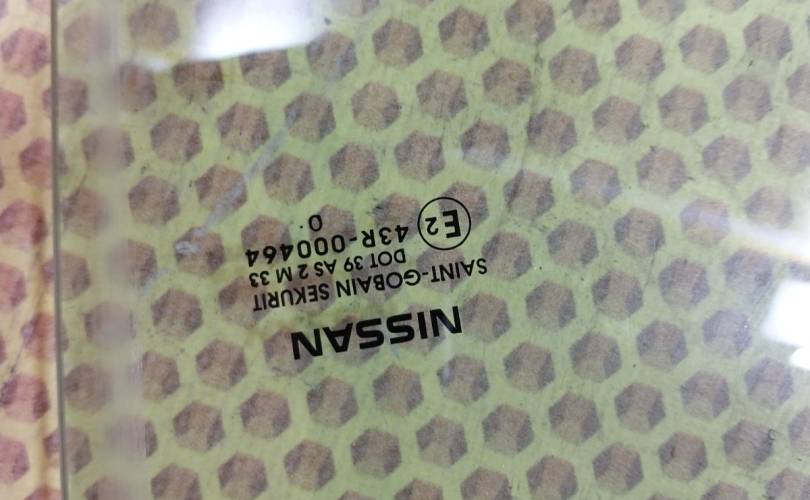 NISSAN
SAINT-GOBAIN SEKURIT
DOT 39 AS 2 M 33
E2 43R-000464
0.